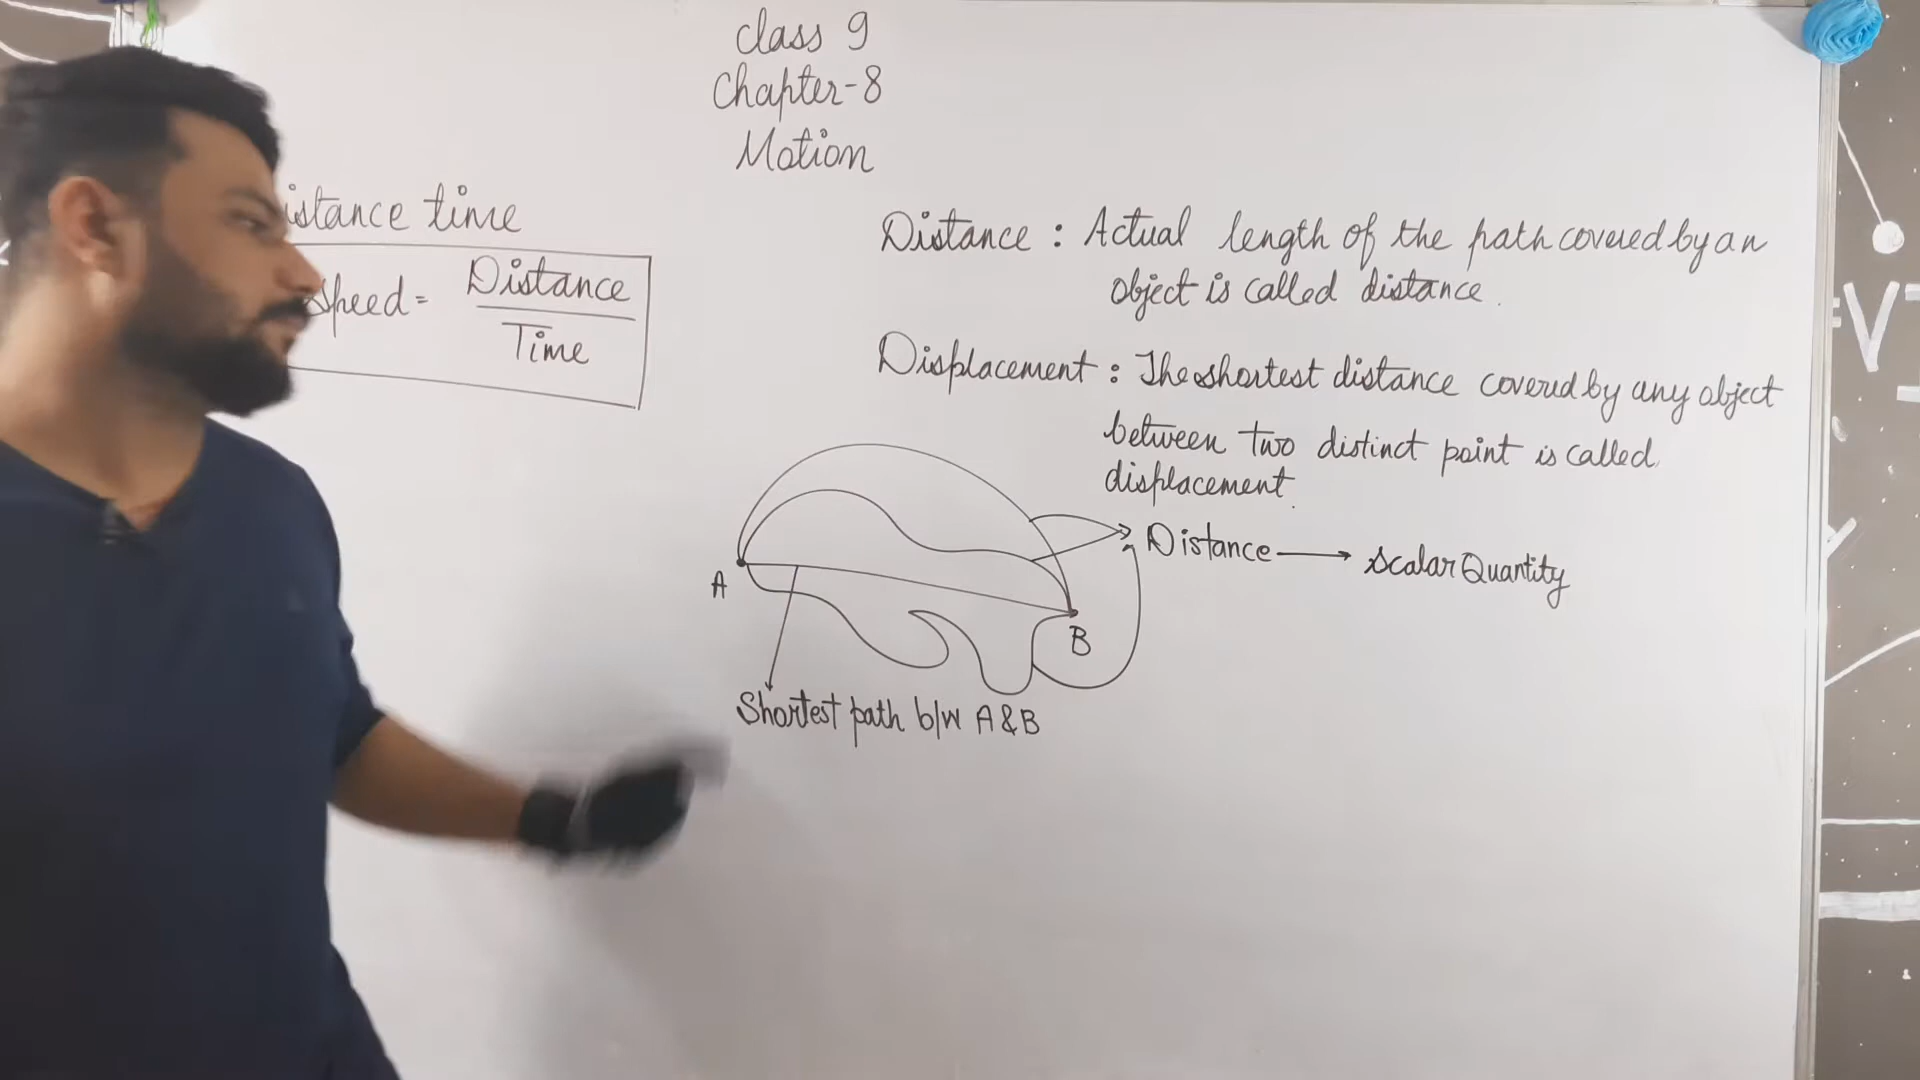 class 9
Chapter-8
Motion
istance time
speed = Distance
Time
Distance : Actual length of the path covered by an
object is called distance.
Displacement : The shortest distance covered by any object
between two distinct point is called
displacement.
Distance → scalar Quantity
A
B
Shortest path b/w A & B